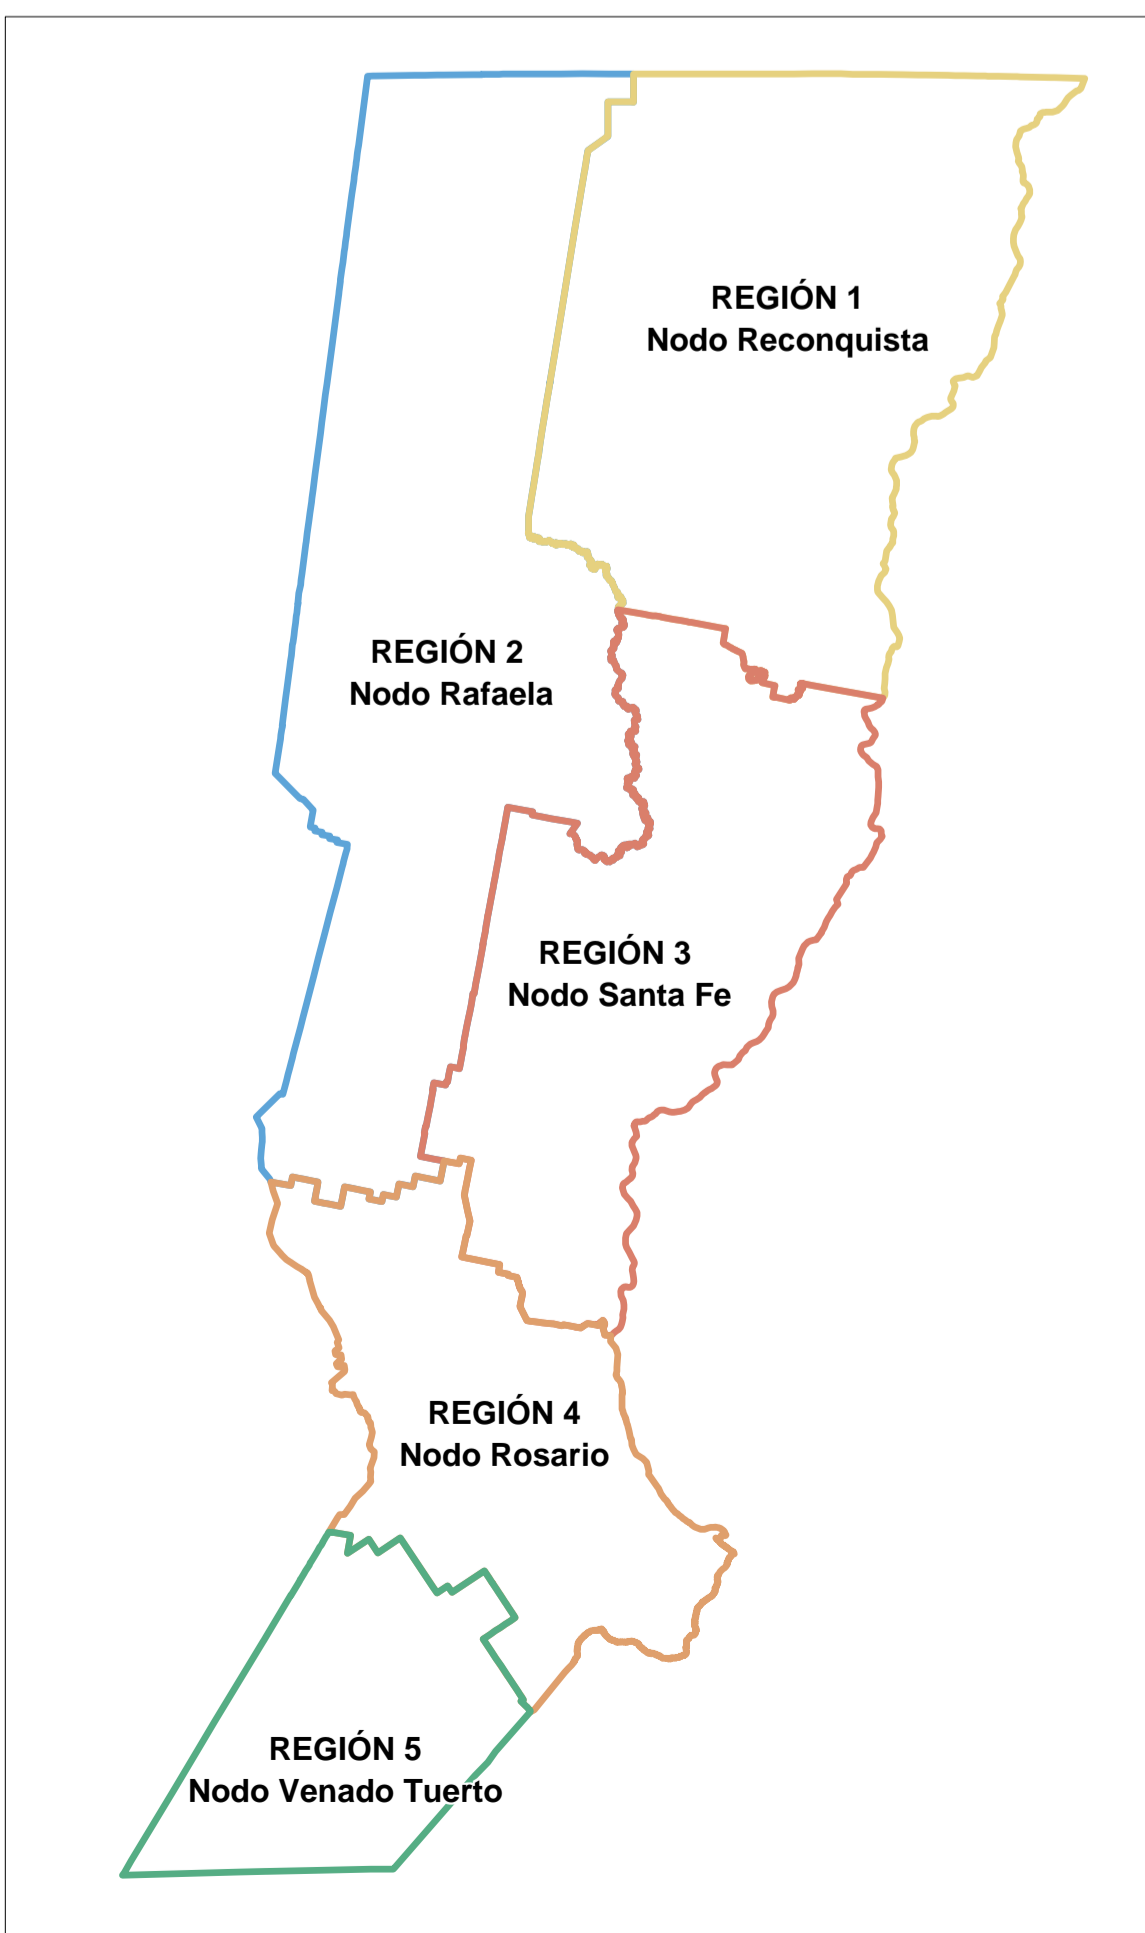 REGIÓN 1
Nodo Reconquista
REGIÓN 2
Nodo Rafaela
REGIÓN 3
Nodo Santa Fe
REGIÓN 4
Nodo Rosario
REGIÓN 5
Nodo Venado Tuerto